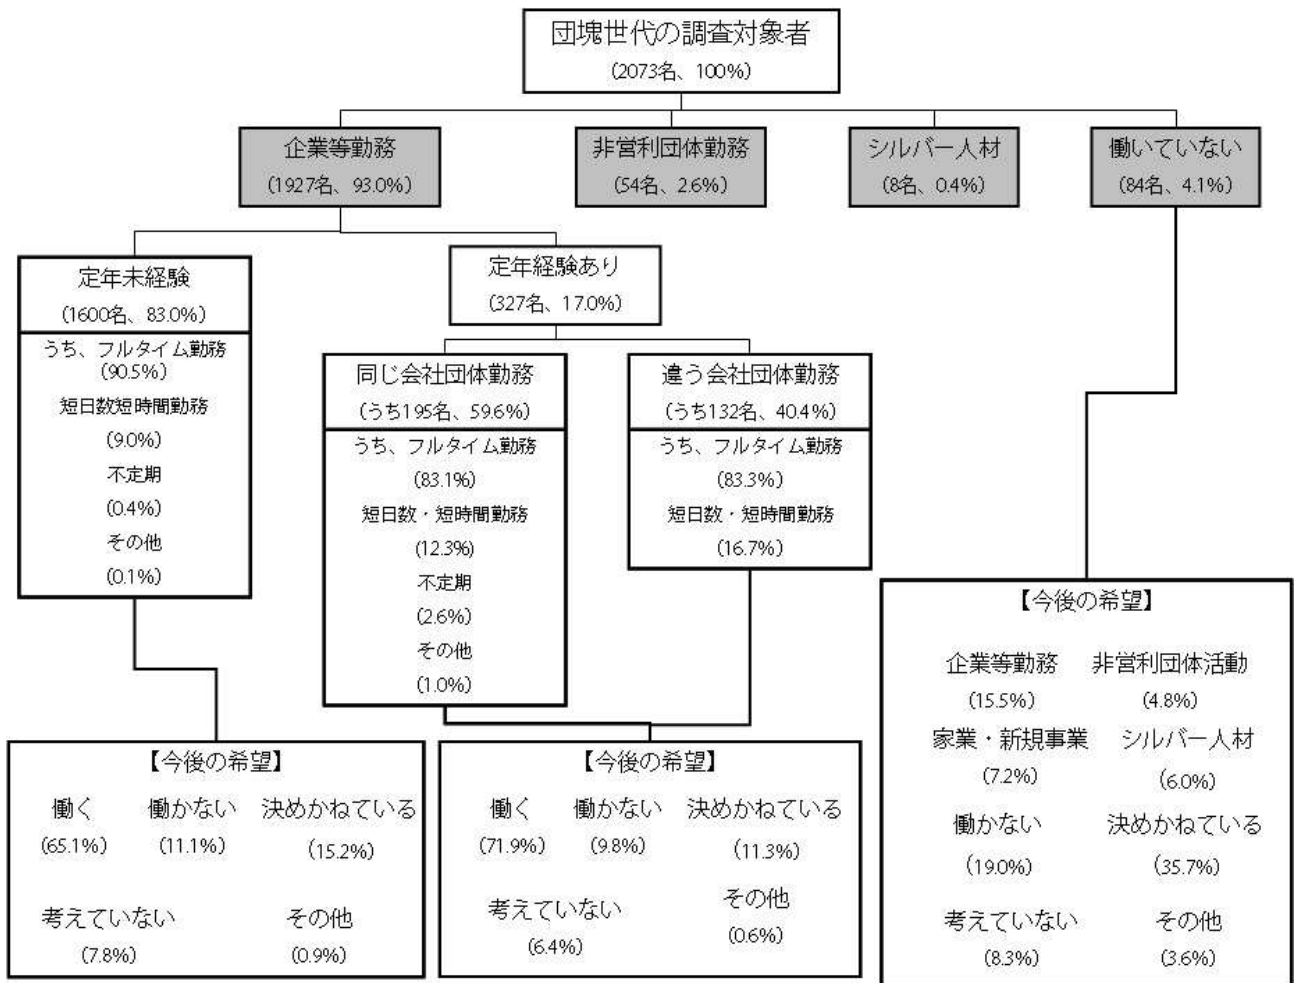 団塊世代の調査対象者
(2073名、100%)
企業等勤務
(1927名、93.0%)
非営利団体勤務
(54名、2.6%)
シルバー人材
(8名、0.4%)
働いていない
(84名、4.1%)
定年未経験
(1600名、83.0%)
うち、フルタイム勤務
(90.5%)
短日数短時間勤務
(9.0%)
不定期
(0.4%)
その他
(0.1%)
定年経験あり
(327名、17.0%)
同じ会社団体勤務
(うち195名、59.6%)
うち、フルタイム勤務
(83.1%)
短日数・短時間勤務
(12.3%)
不定期
(2.6%)
その他
(1.0%)
違う会社団体勤務
(うち132名、40.4%)
うち、フルタイム勤務
(83.3%)
短日数・短時間勤務
(16.7%)
【今後の希望】
働く 働かない 決めかねている
(65.1%) (11.1%) (15.2%)
考えていない その他
(7.8%) (0.9%)
【今後の希望】
働く 働かない 決めかねている
(71.9%) (9.8%) (11.3%)
考えていない その他
(6.4%) (0.6%)
【今後の希望】
企業等勤務 非営利団体活動
(15.5%) (4.8%)
家業・新規事業 シルバー人材
(7.2%) (6.0%)
働かない 決めかねている
(19.0%) (35.7%)
考えていない その他
(8.3%) (3.6%)